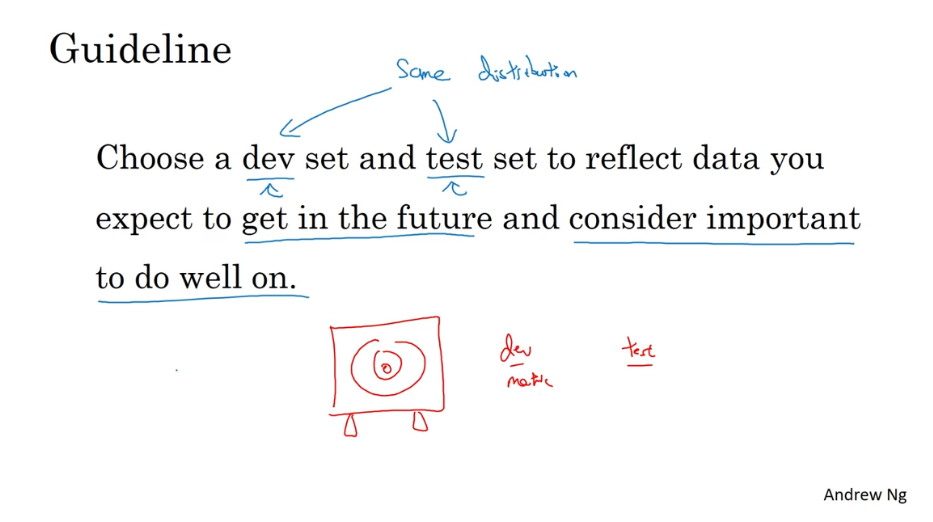 Guideline
Same distribution
Choose a dev set and test set to reflect data you
expect to get in the future and consider important
to do well on.
dev
test
metric
Andrew Ng